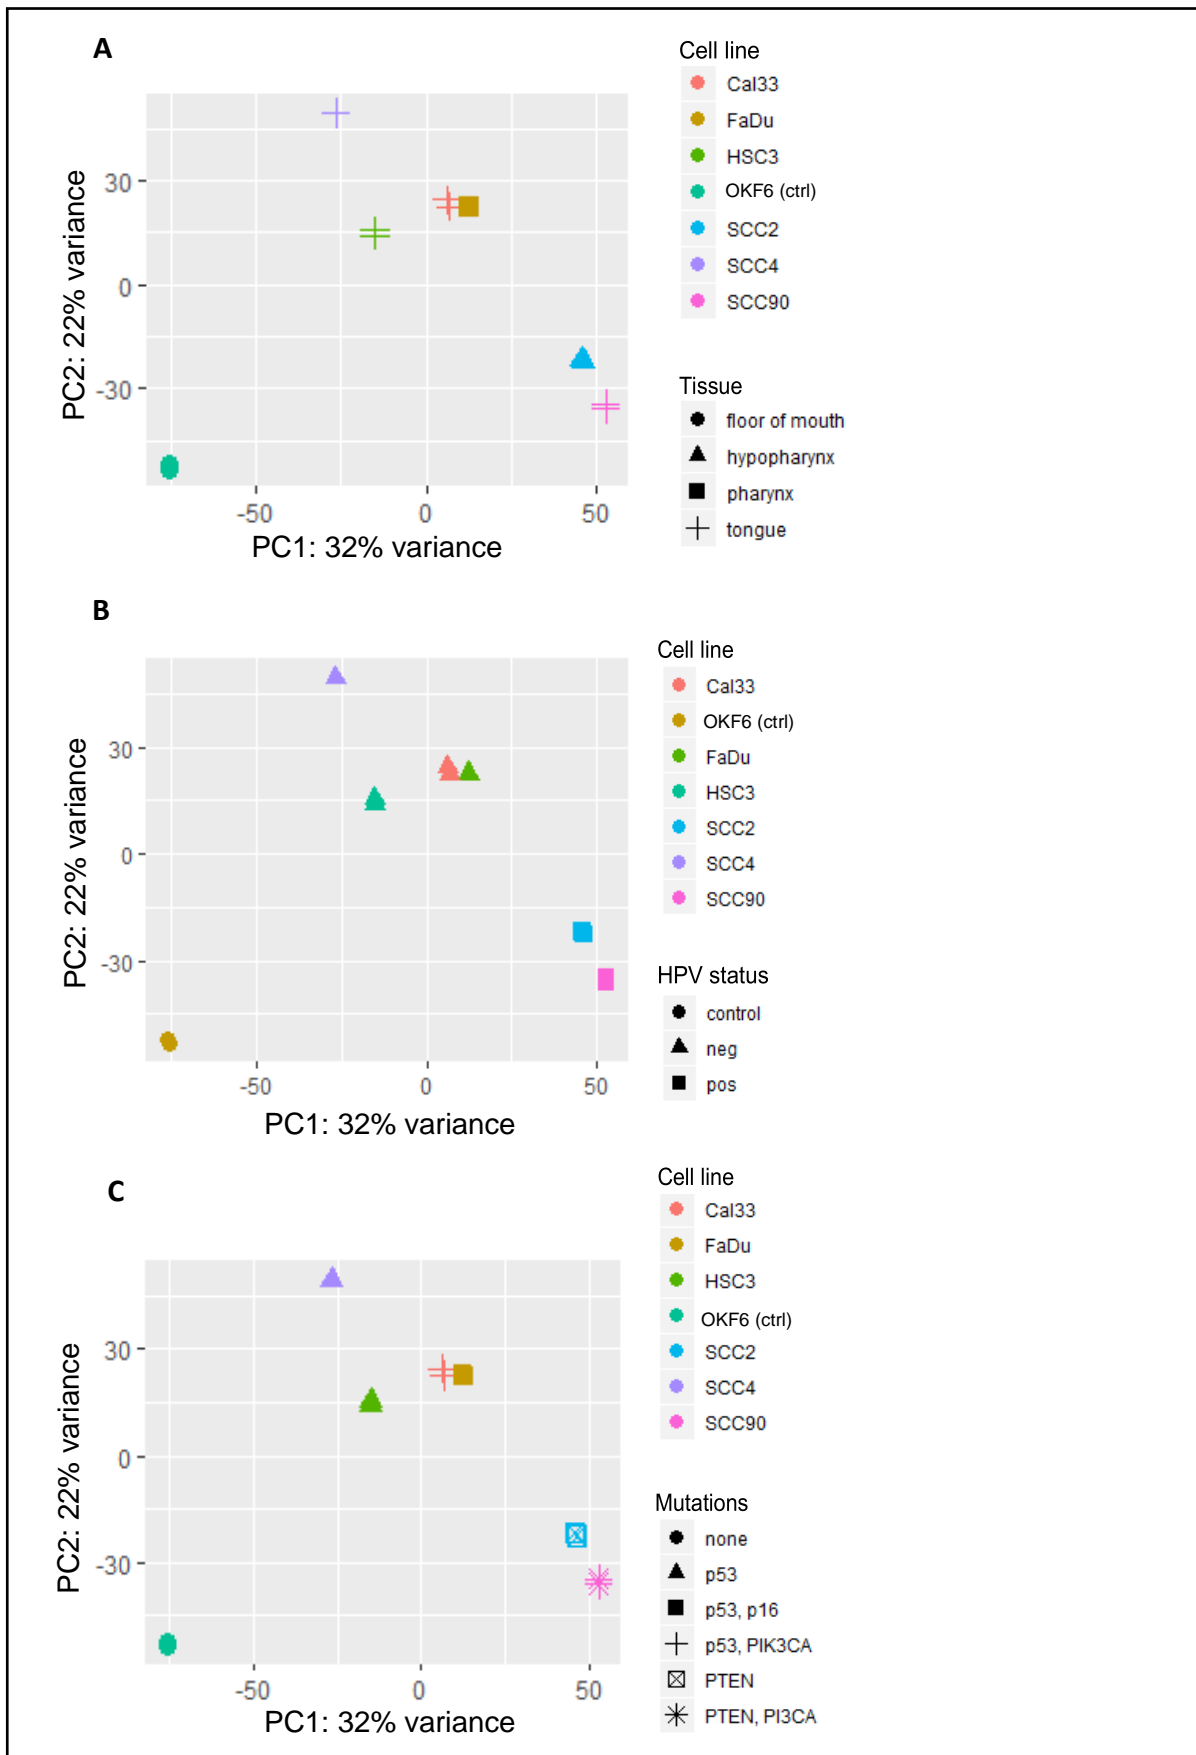 A
Cell line
Cal33
FaDu
HSC3
OKF6 (ctrl)
SCC2
SCC4
SCC90
Tissue
floor of mouth
hypopharynx
pharynx
tongue
30
0
-30
PC2: 22% variance
-50
0
50
PC1: 32% variance
B
Cell line
Cal33
OKF6 (ctrl)
FaDu
HSC3
SCC2
SCC4
SCC90
HPV status
control
neg
pos
30
0
-30
PC2: 22% variance
-50
0
50
PC1: 32% variance
C
Cell line
Cal33
FaDu
HSC3
OKF6 (ctrl)
SCC2
SCC4
SCC90
Mutations
none
p53
p53, p16
p53, PIK3CA
PTEN
PTEN, PI3CA
30
0
-30
PC2: 22% variance
-50
0
50
PC1: 32% variance